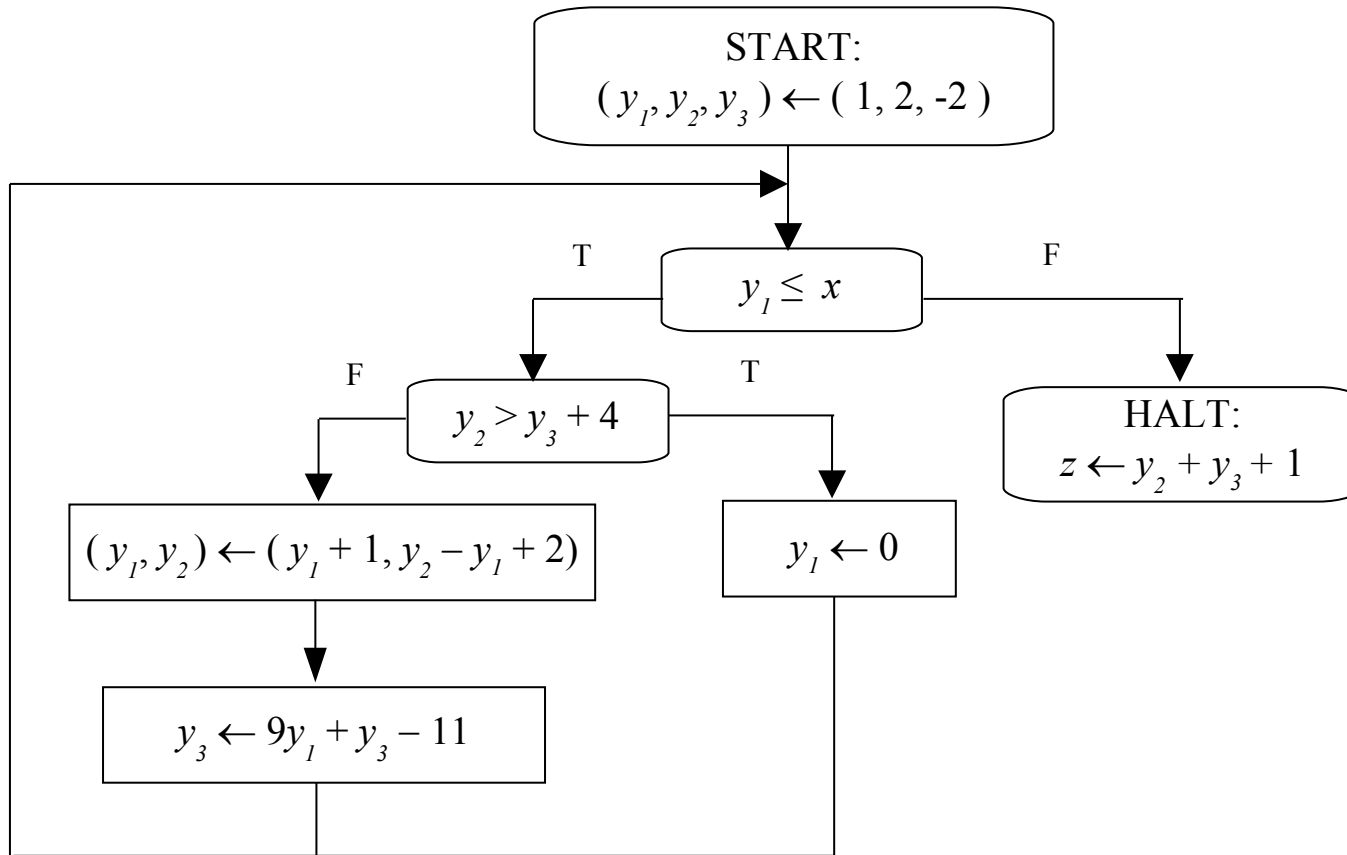 START:
( y₁, y₂, y₃ ) ← ( 1, 2, -2 )
T
F
y₁ ≤ x
F
T
y₂ > y₃ + 4
HALT:
z ← y₂ + y₃ + 1
( y₁, y₂ ) ← ( y₁ + 1, y₂ – y₁ + 2)
y₁ ← 0
y₃ ← 9y₁ + y₃ – 11